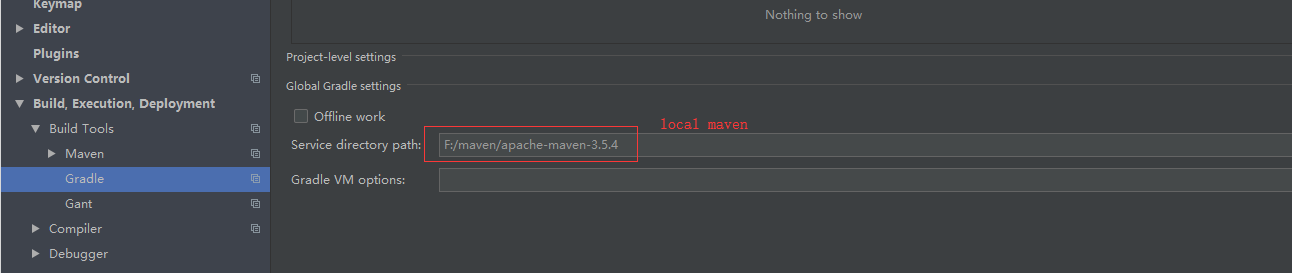 Keymap
Editor
Plugins
Version Control
Build, Execution, Deployment
Build Tools
Maven
Gradle
Gant
Compiler
Debugger
Nothing to show
Project-level settings
Global Gradle settings
Offline work
local maven
Service directory path: F:/maven/apache-maven-3.5.4
Gradle VM options: